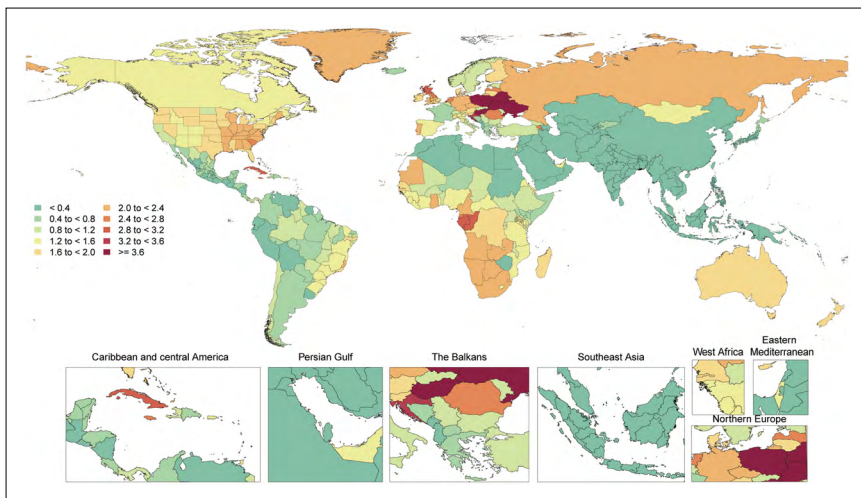 < 0.4
0.4 to < 0.8
0.8 to < 1.2
1.2 to < 1.6
1.6 to < 2.0
2.0 to < 2.4
2.4 to < 2.8
2.8 to < 3.2
3.2 to < 3.6
>= 3.6
Caribbean and central America
Persian Gulf
The Balkans
Southeast Asia
West Africa
Eastern
Mediterranean
Northern Europe